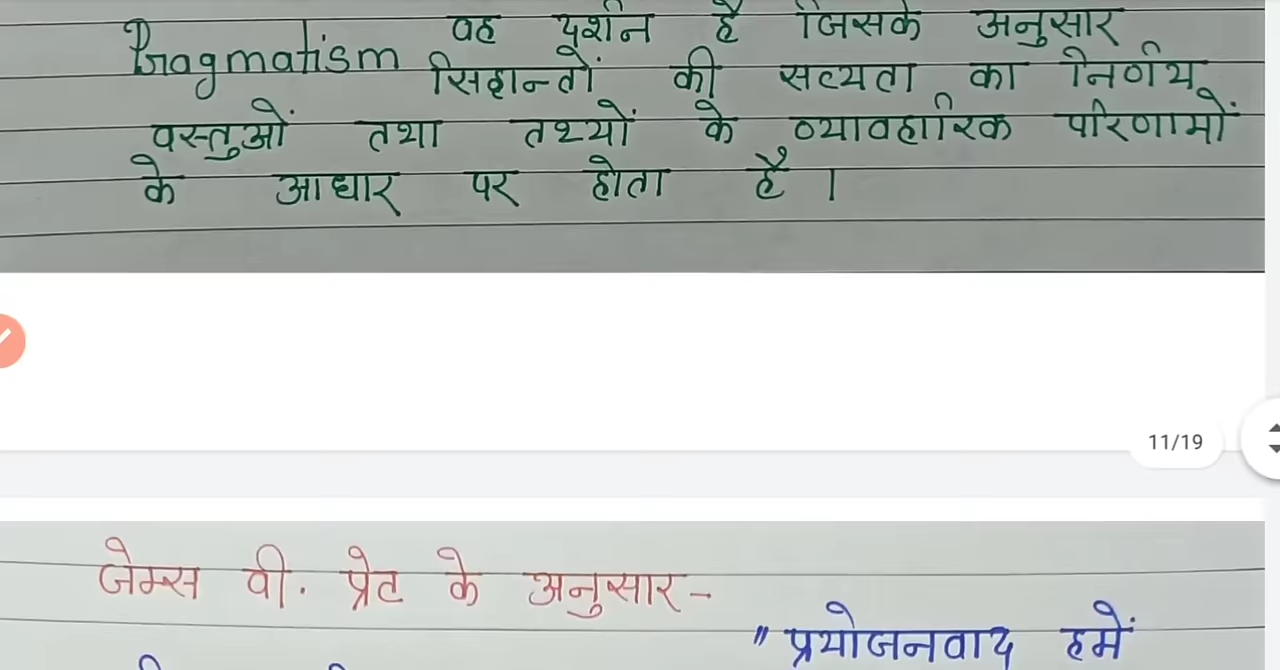 Pragmatism वह दर्शन है जिसके अनुसार
सिद्धान्तों की सत्यता का निर्णय
वस्तुओं तथा तथ्यों के व्यावहारिक परिणामों
के आधार पर होता है ।
11/19
जेम्स वी. प्रेट के अनुसार-
" प्रयोजनवाद हमें